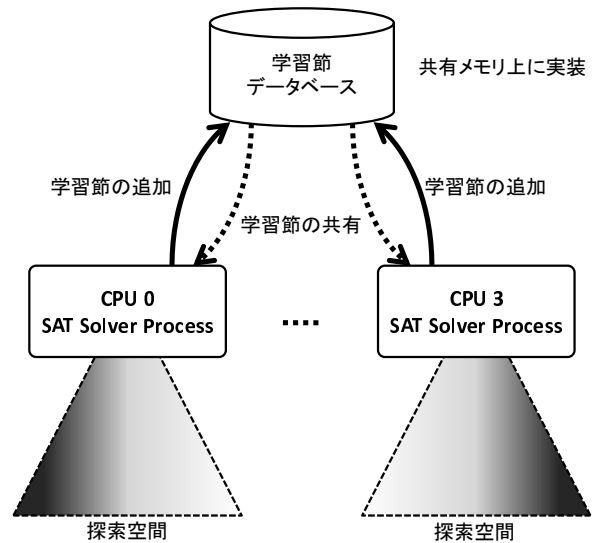 学習節
データベース
共有メモリ上に実装
学習節の追加
学習節の追加
学習節の共有
CPU 0
SAT Solver Process
CPU 3
SAT Solver Process
探索空間
探索空間